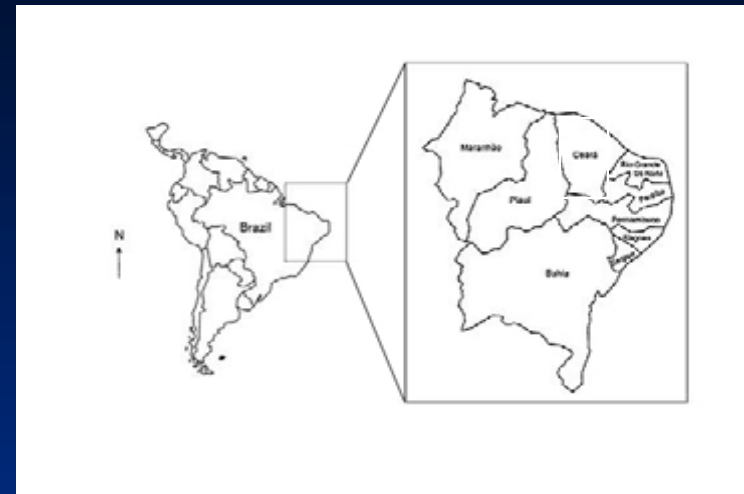 N
Brazil
Maranhão
Piauí
Ceará
Rio Grande
Do Norte
Paraíba
Pernambuco
Alagoas
Sergipe
Bahia